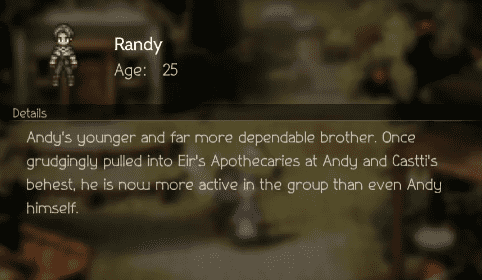 Randy
Age: 25
Details
Andy's younger and far more dependable brother. Once
grudgingly pulled into Eir's Apothecaries at Andy and Castti's
behest, he is now more active in the group than even Andy
himself.